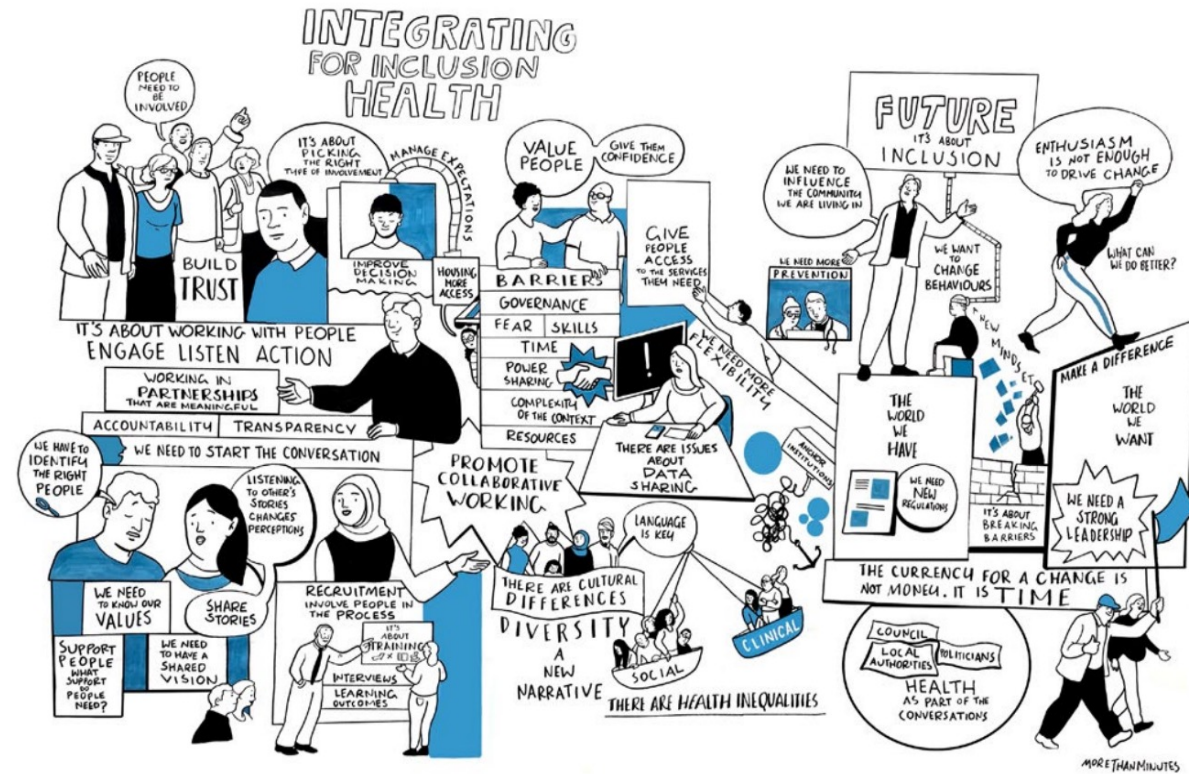 INTEGRATING
FOR INCLUSION
HEALTH
PEOPLE
NEED TO
BE
INVOLVED
IT'S ABOUT
PICKING
THE RIGHT
TYPE OF INVOLVEMENT
MANAGE EXPECTATIONS
BUILD
TRUST
IMPROVE
DECISION
MAKING
HOUSING
MORE
ACCESS
IT'S ABOUT WORKING WITH PEOPLE
ENGAGE LISTEN ACTION
WORKING IN
PARTNERSHIPS
THAT ARE MEANINGFUL
ACCOUNTABILITY
TRANSPARENCY
WE NEED TO START THE CONVERSATION
WE HAVE TO
IDENTIFY
THE RIGHT
PEOPLE
LISTENING
TO OTHER'S
STORIES
CHANGES
PERCEPTIONS
WE NEED
TO KNOW OUR
VALUES
SHARE
STORIES
SUPPORT
PEOPLE
WHAT
SUPPORT
DO
PEOPLE
NEED?
WE NEED
TO HAVE A
SHARED
VISION
RECRUITMENT
INVOLVE PEOPLE IN
THE PROCESS
IT'S
ABOUT
TRAINING
INTERVIEWS
LEARNING
OUTCOMES
VALUE
PEOPLE
GIVE THEM
CONFIDENCE
BARRIERS
GOVERNANCE
FEAR
SKILLS
TIME
POWER
SHARING
COMPLEXITY
OF THE CONTEXT
RESOURCES
GIVE
PEOPLE
ACCESS
TO THE SERVICES
THEM NEED
!
WE NEED MORE
FLEXIBILITY
THERE ARE ISSUES
ABOUT
DATA
SHARING
PROMOTE
COLLABORATIVE
WORKING
ANCHOR
INSTITUTIONS
LANGUAGE
IS KEY
THERE ARE CULTURAL
DIFFERENCES
DIVERSITY
A
NEW
NARRATIVE
SOCIAL
CLINICAL
THERE ARE HEALTH INEQUALITIES
FUTURE
IT'S ABOUT
INCLUSION
WE NEED TO
INFLUENCE
THE COMMUNITY
WE ARE LIVING IN
WE NEED MORE
PREVENTION
WE WANT
TO
CHANGE
BEHAVIOURS
ENTHUSIASM
IS NOT ENOUGH
TO DRIVE CHANGE
WHAT CAN
WE DO BETTER?
A NEW MINDSET
THE
WORLD
WE
HAVE
WE NEED
NEW
REGULATIONS
IT'S ABOUT
BREAKING
BARRIERS
MAKE A DIFFERENCE
THE
WORLD
WE
WANT
WE NEED A
STRONG
LEADERSHIP
THE CURRENCY FOR A CHANGE IS
NOT MONEY. IT IS TIME
COUNCIL
LOCAL
AUTHORITIES
POLITICIANS
HEALTH
AS PART OF THE
CONVERSATIONS
MORETHANMINUTES